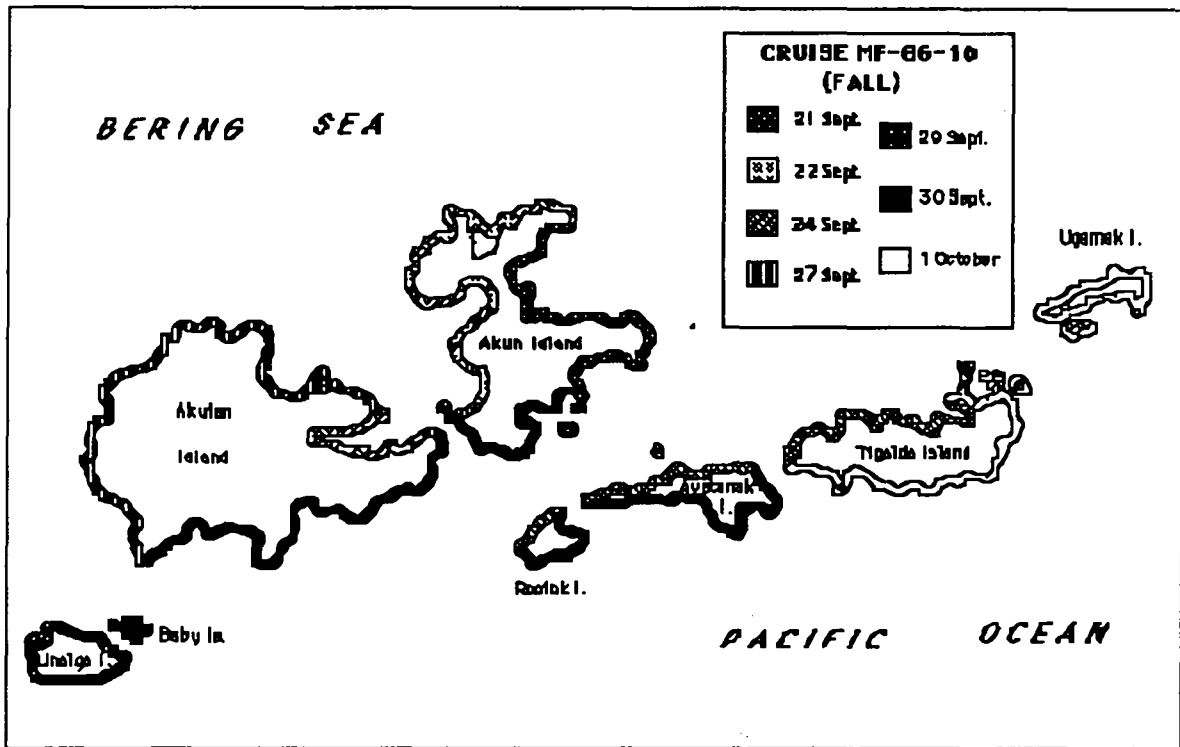 CRUISE MF-86-10
(FALL)
BERING SEA
21 Sept.
29 Sept.
22 Sept.
24 Sept.
30 Sept.
27 Sept.
1 October
Ugamak I.
Akun Island
Akutan
Island
Tigalda Island
Avatanak
I.
Rootok I.
Baby Is.
Unalga I.
PACIFIC OCEAN